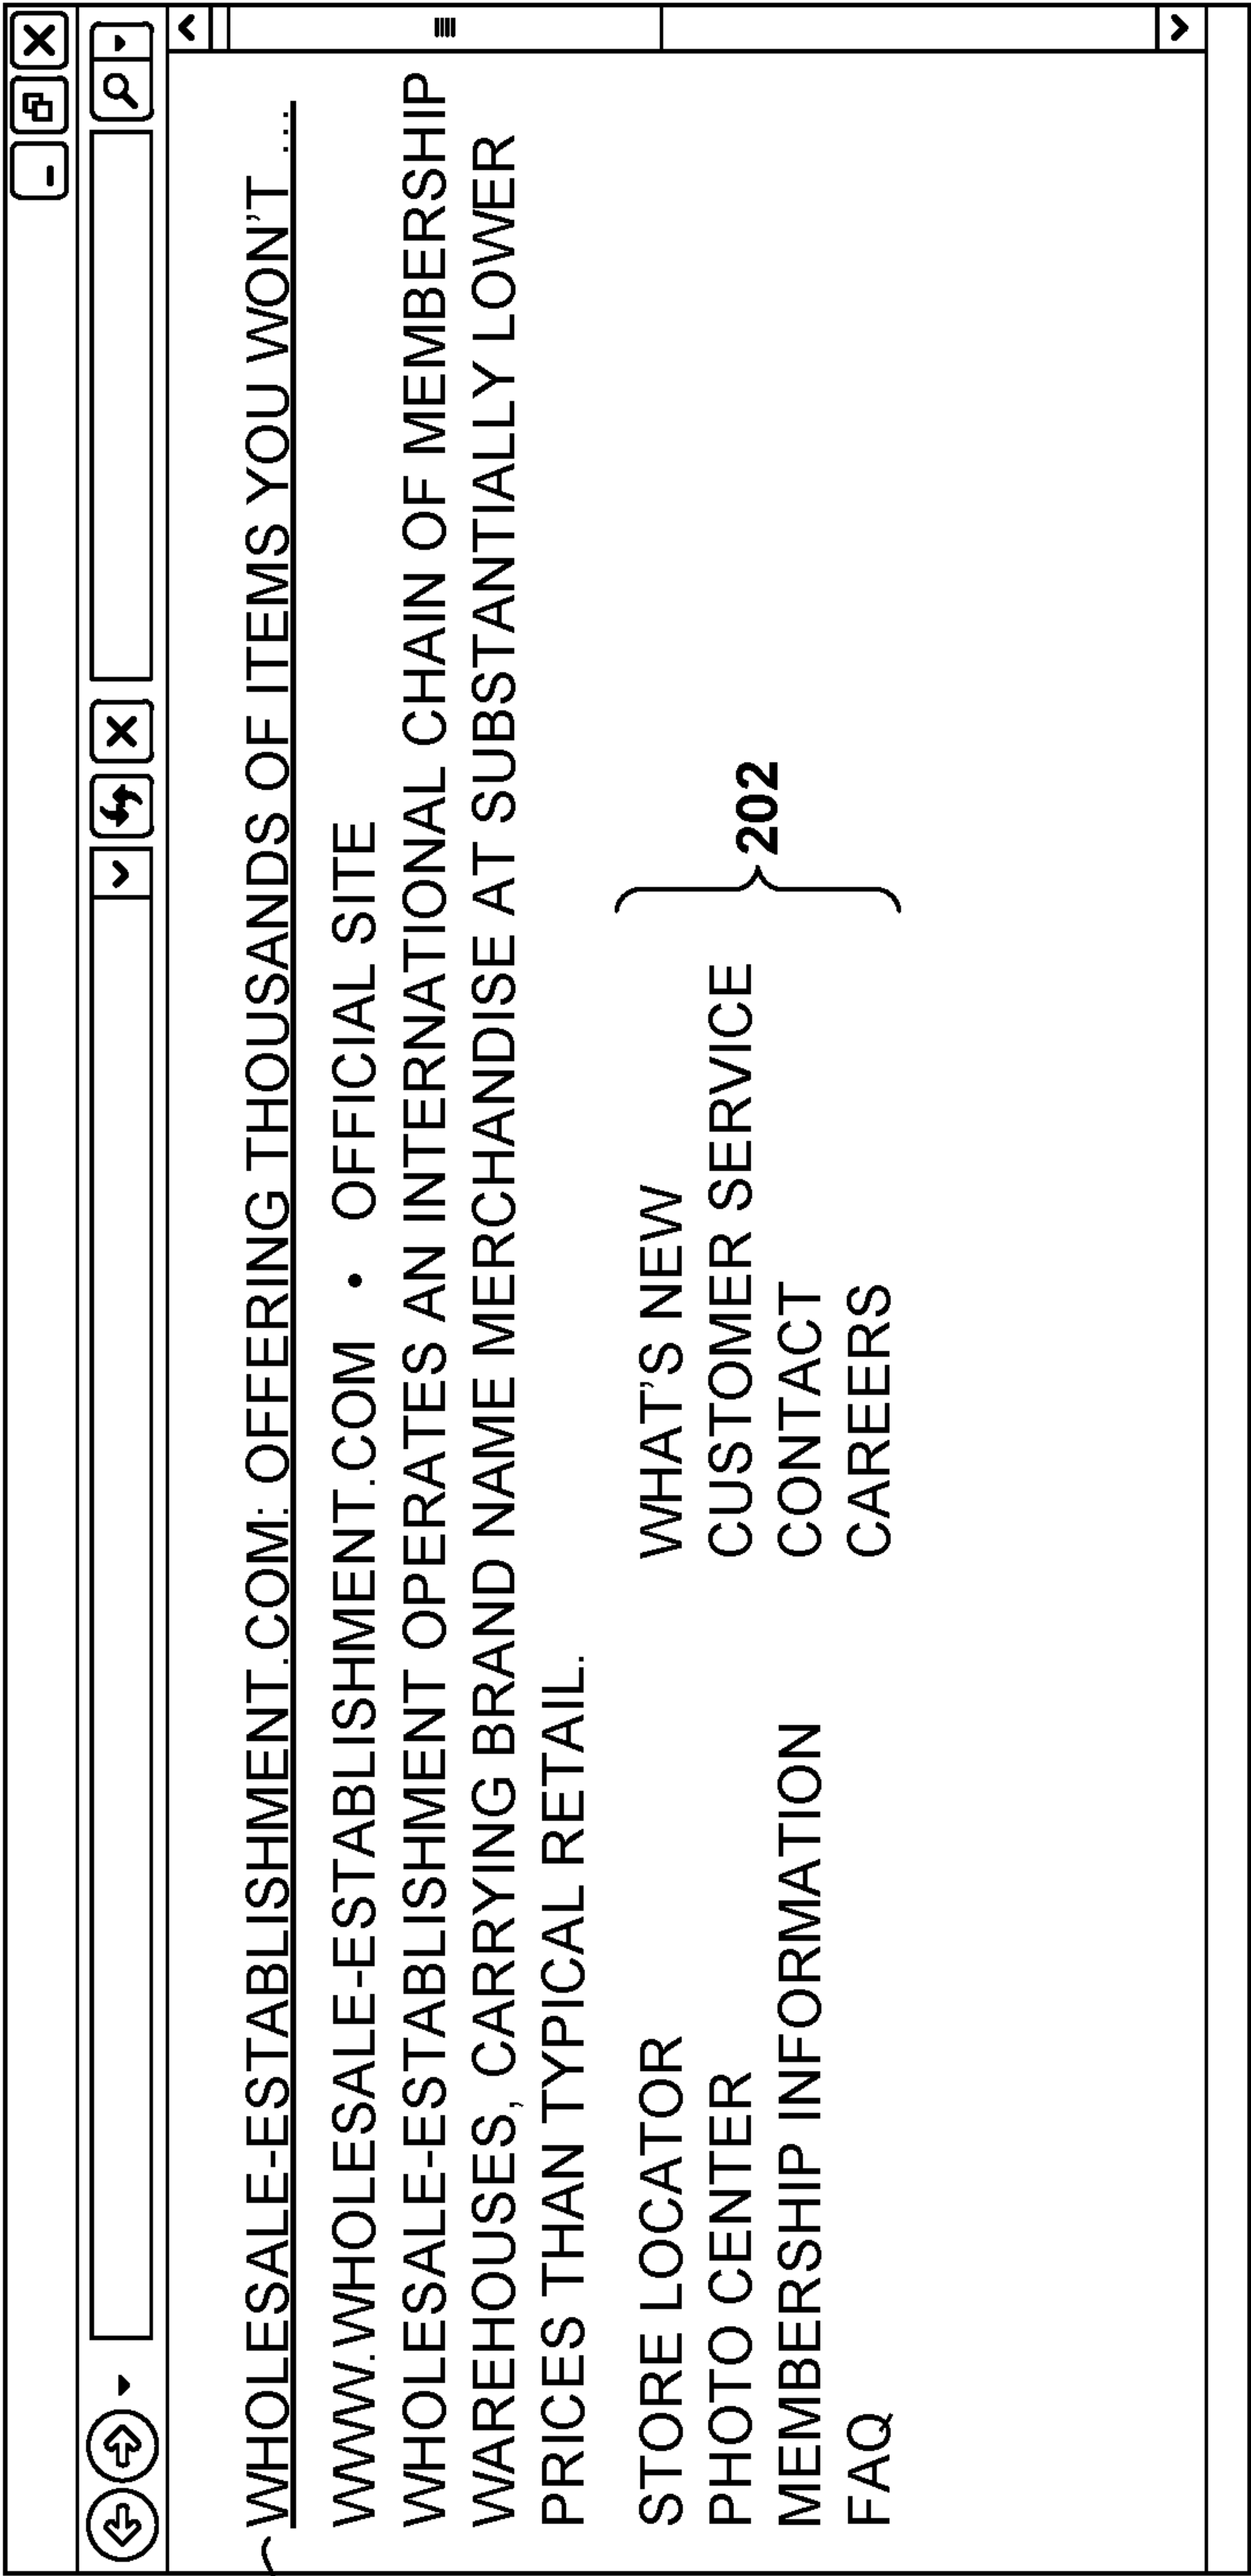 WHOLESALE-ESTABLISHMENT.COM: OFFERING THOUSANDS OF ITEMS YOU WON'T ...
WWW.WHOLESALE-ESTABLISHMENT.COM • OFFICIAL SITE
WHOLESALE-ESTABLISHMENT OPERATES AN INTERNATIONAL CHAIN OF MEMBERSHIP
WAREHOUSES, CARRYING BRAND NAME MERCHANDISE AT SUBSTANTIALLY LOWER
PRICES THAN TYPICAL RETAIL.
STORE LOCATOR WHAT'S NEW
PHOTO CENTER CUSTOMER SERVICE
MEMBERSHIP INFORMATION CONTACT
FAQ CAREERS
202